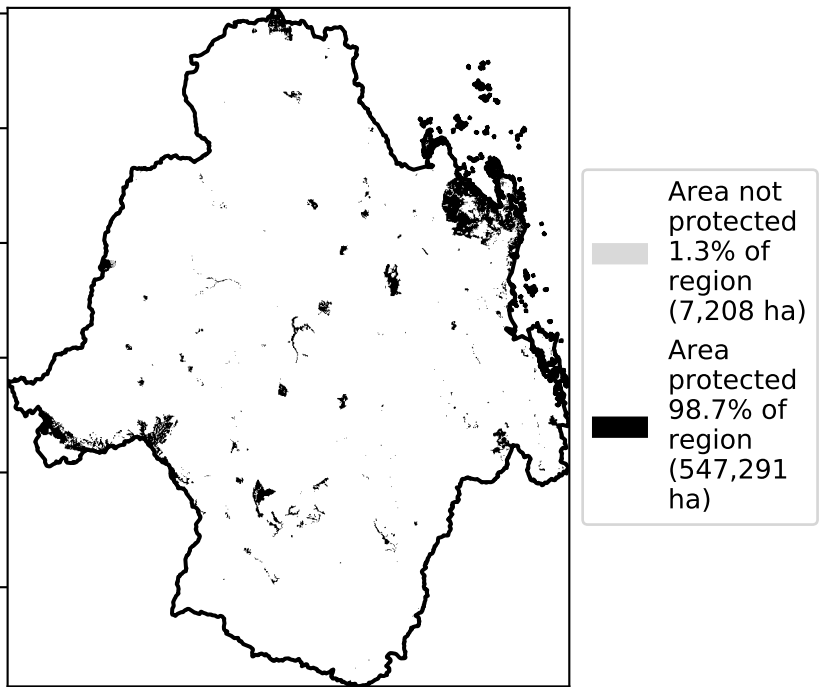 Area not
protected
1.3% of
region
(7,208 ha)
Area
protected
98.7% of
region
(547,291
ha)